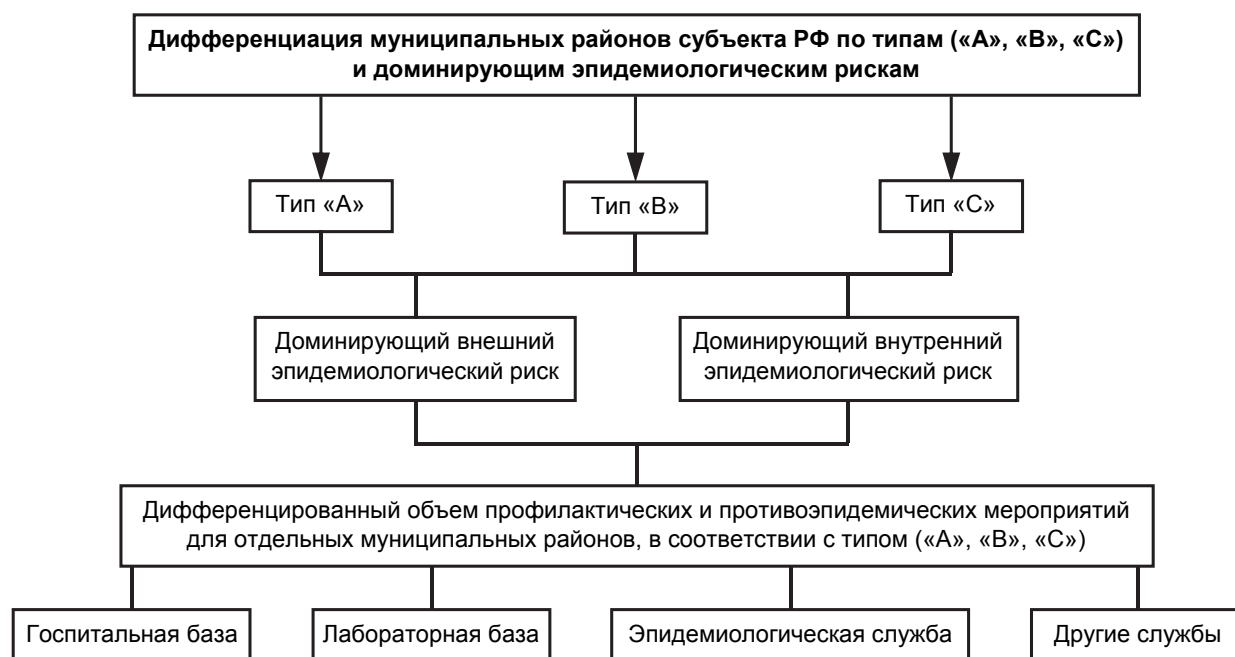 Дифференциация муниципальных районов субъекта РФ по типам («А», «В», «С»)
и доминирующим эпидемиологическим рискам
Тип «А»
Тип «В»
Тип «С»
Доминирующий внешний
эпидемиологический риск
Доминирующий внутренний
эпидемиологический риск
Дифференцированный объем профилактических и противоэпидемических мероприятий
для отдельных муниципальных районов, в соответствии с типом («А», «В», «С»)
Госпитальная база
Лабораторная база
Эпидемиологическая служба
Другие службы